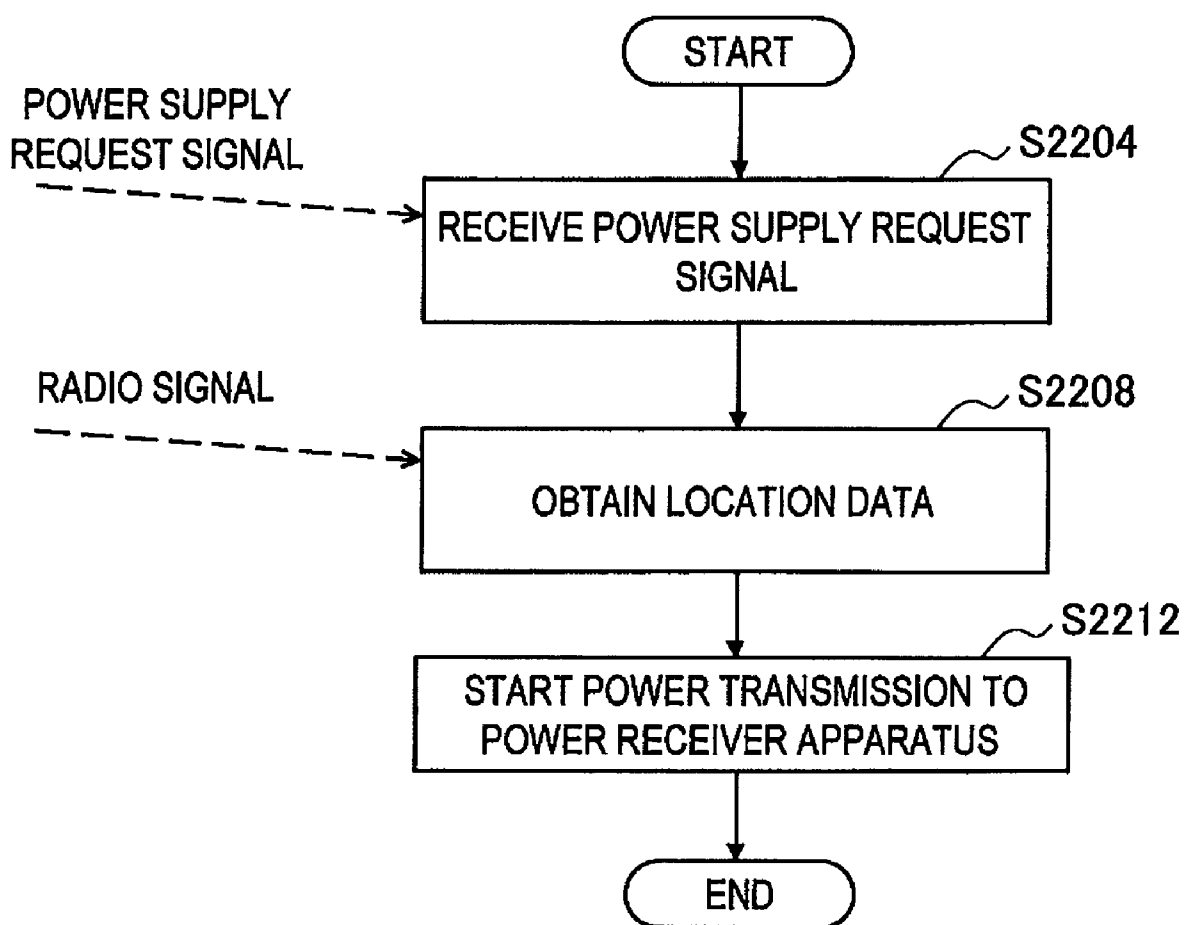 START
POWER SUPPLY
REQUEST SIGNAL
S2204
RECEIVE POWER SUPPLY REQUEST
SIGNAL
RADIO SIGNAL
S2208
OBTAIN LOCATION DATA
S2212
START POWER TRANSMISSION TO
POWER RECEIVER APPARATUS
END